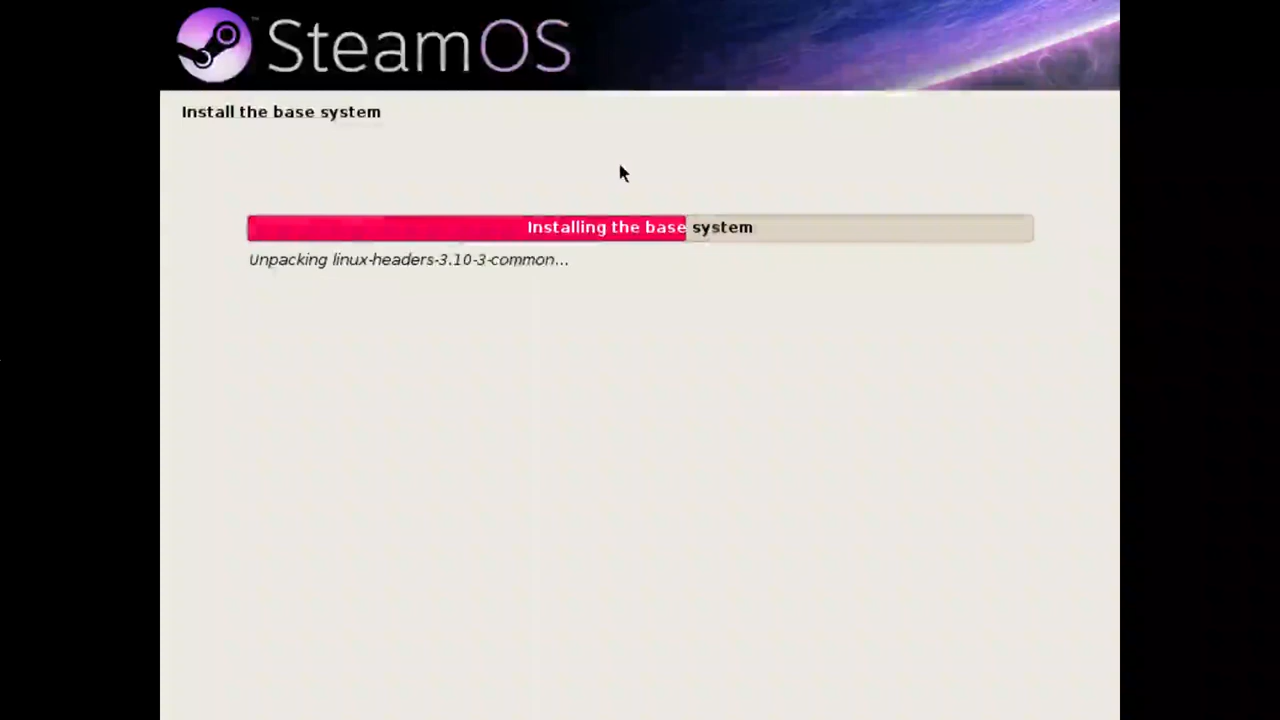 SteamOS
Install the base system
Installing the base system
Unpacking linux-headers-3.10-3-common...